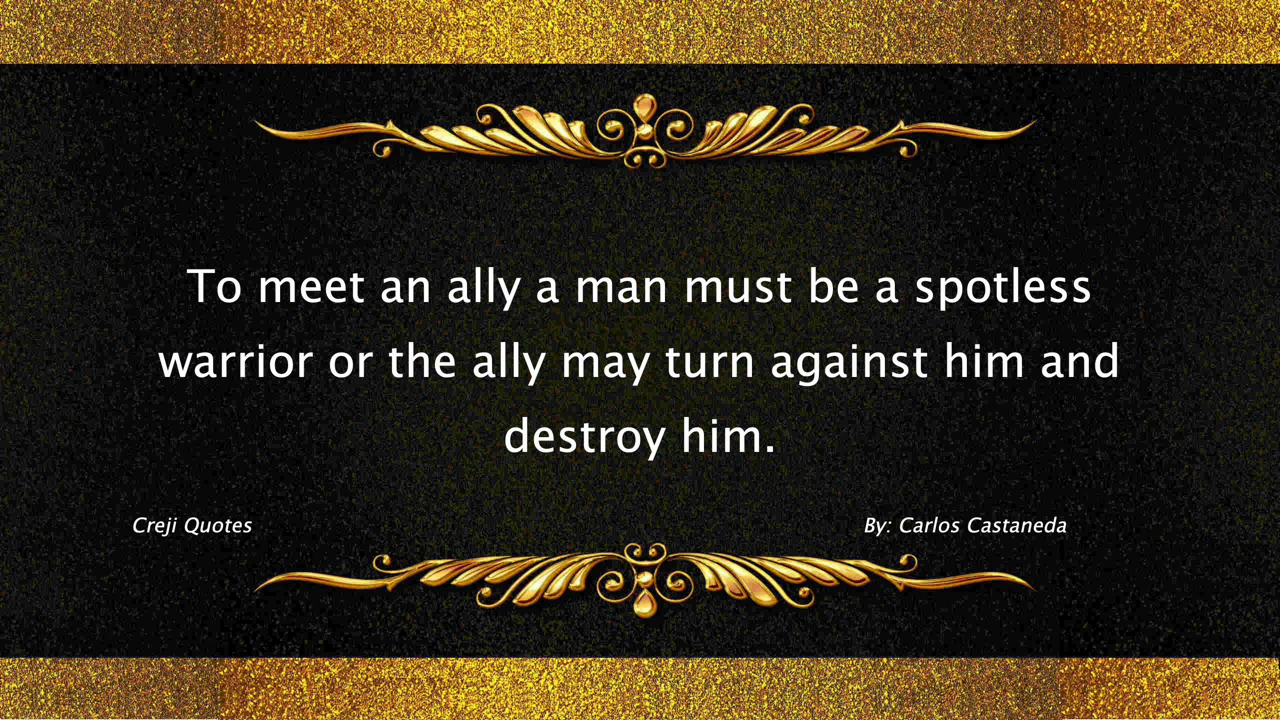 To meet an ally a man must be a spotless
warrior or the ally may turn against him and
destroy him.
Creji Quotes
By: Carlos Castaneda